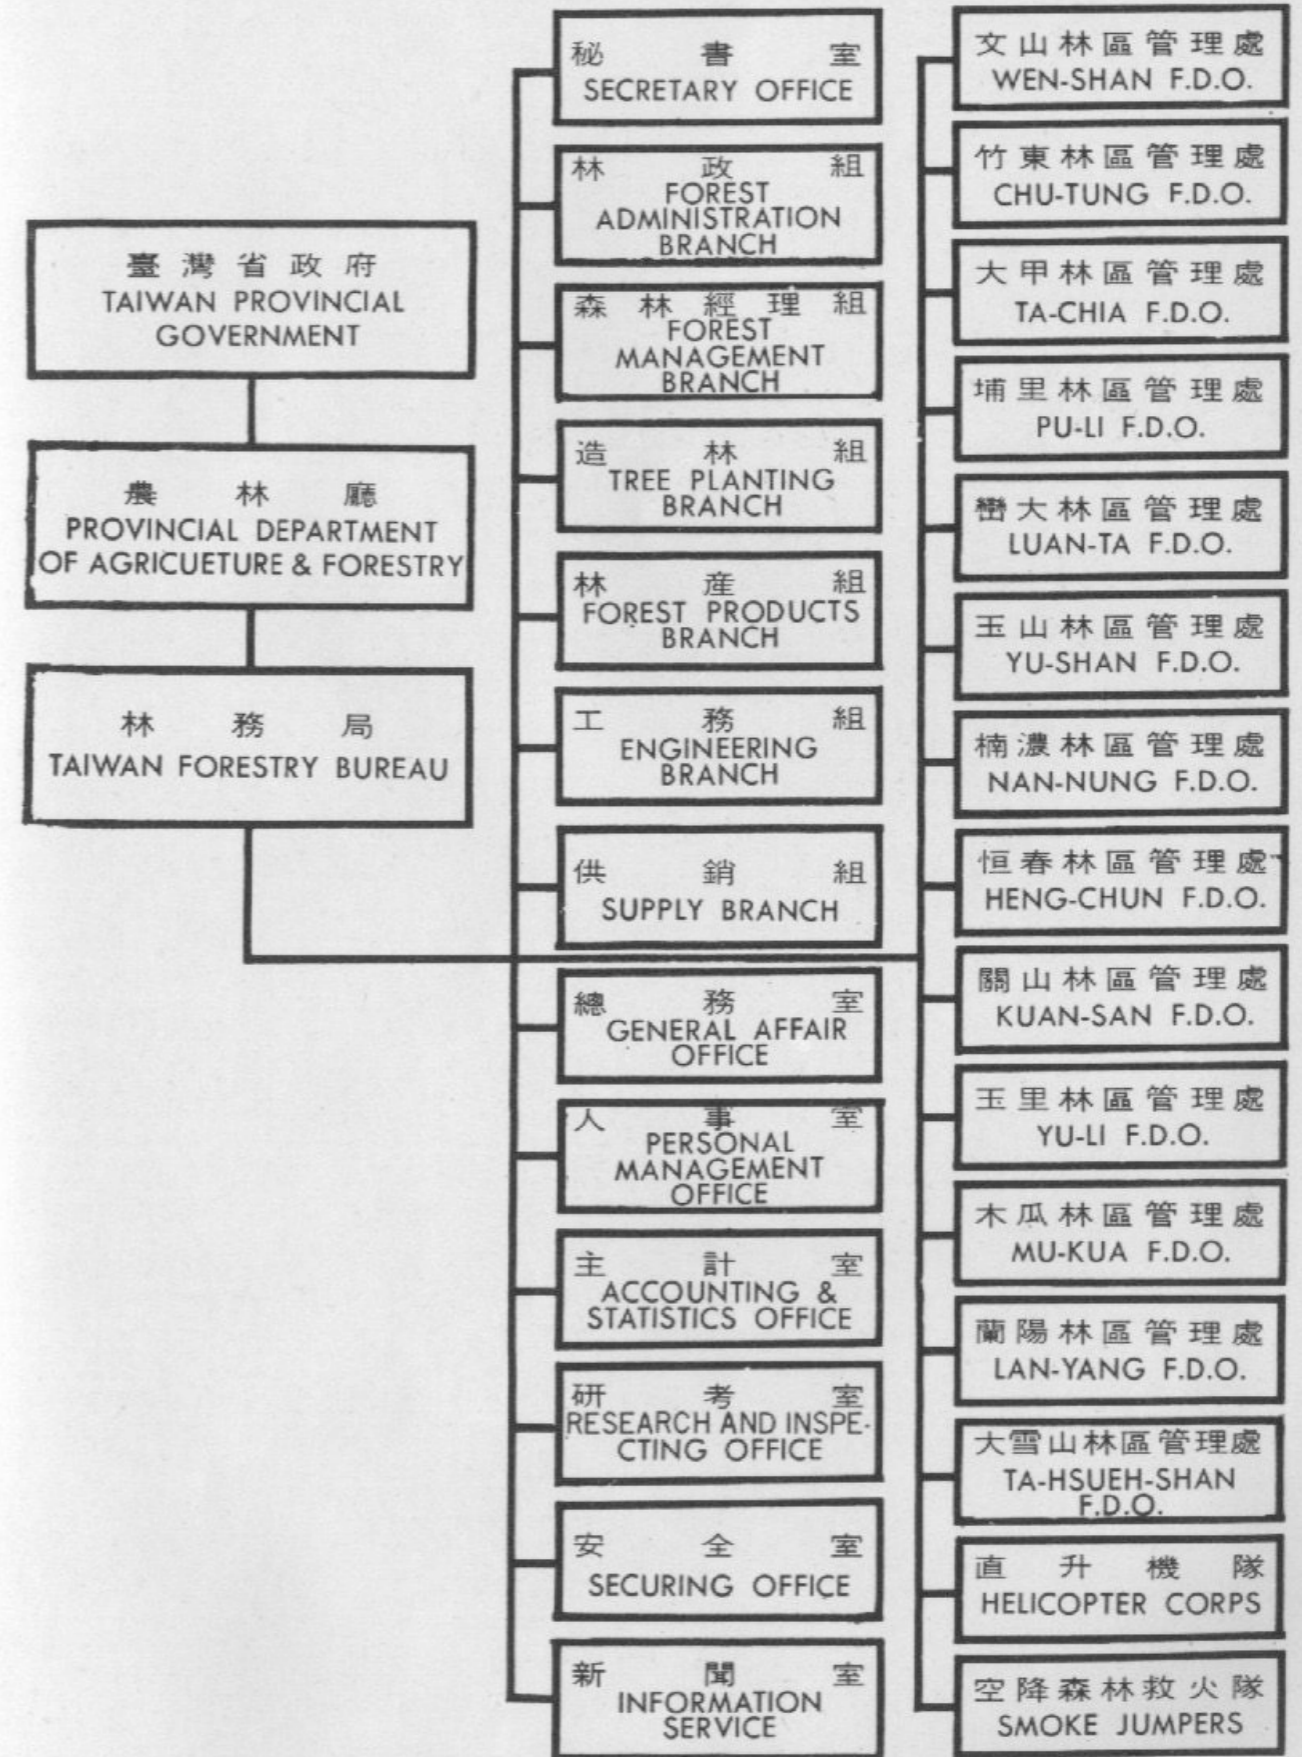 臺灣省政府
TAIWAN PROVINCIAL
GOVERNMENT
農林廳
PROVINCIAL DEPARTMENT
OF AGRICUETURE & FORESTRY
林務局
TAIWAN FORESTRY BUREAU
秘書室
SECRETARY OFFICE
林政組
FOREST
ADMINISTRATION
BRANCH
森林經理組
FOREST
MANAGEMENT
BRANCH
造林組
TREE PLANTING
BRANCH
林產組
FOREST PRODUCTS
BRANCH
工務組
ENGINEERING
BRANCH
供銷組
SUPPLY BRANCH
總務室
GENERAL AFFAIR
OFFICE
人事室
PERSONAL
MANAGEMENT
OFFICE
主計室
ACCOUNTING &
STATISTICS OFFICE
研考室
RESEARCH AND INSPE-
CTING OFFICE
安全室
SECURING OFFICE
新聞室
INFORMATION
SERVICE
文山林區管理處
WEN-SHAN F.D.O.
竹東林區管理處
CHU-TUNG F.D.O.
大甲林區管理處
TA-CHIA F.D.O.
埔里林區管理處
PU-LI F.D.O.
巒大林區管理處
LUAN-TA F.D.O.
玉山林區管理處
YU-SHAN F.D.O.
楠濃林區管理處
NAN-NUNG F.D.O.
恒春林區管理處
HENG-CHUN F.D.O.
關山林區管理處
KUAN-SAN F.D.O.
玉里林區管理處
YU-LI F.D.O.
木瓜林區管理處
MU-KUA F.D.O.
蘭陽林區管理處
LAN-YANG F.D.O.
大雪山林區管理處
TA-HSUEH-SHAN
F.D.O.
直升機隊
HELICOPTER CORPS
空降森林救火隊
SMOKE JUMPERS